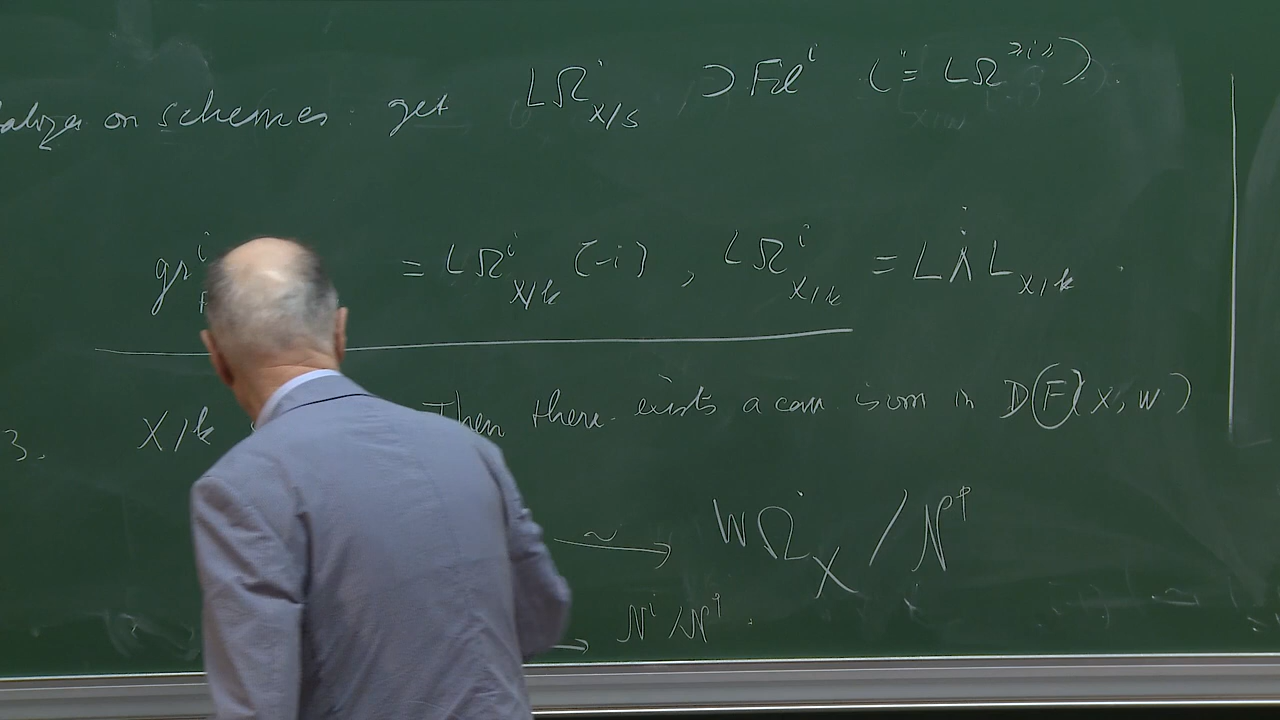 on schemes: get LΩ^._{X/S}, ⊃ Fil^i (= LΩ^{≥i}).
gr^i_F = LΩ^i_{X/k} (-i), LΩ^i_{X/k} = LΛ^i L_{X/k}.
3. X/k Then there exists a can isom in D(F)(X, W)
∼→ WΩ^._X / N^p
→ N^i / N^p.